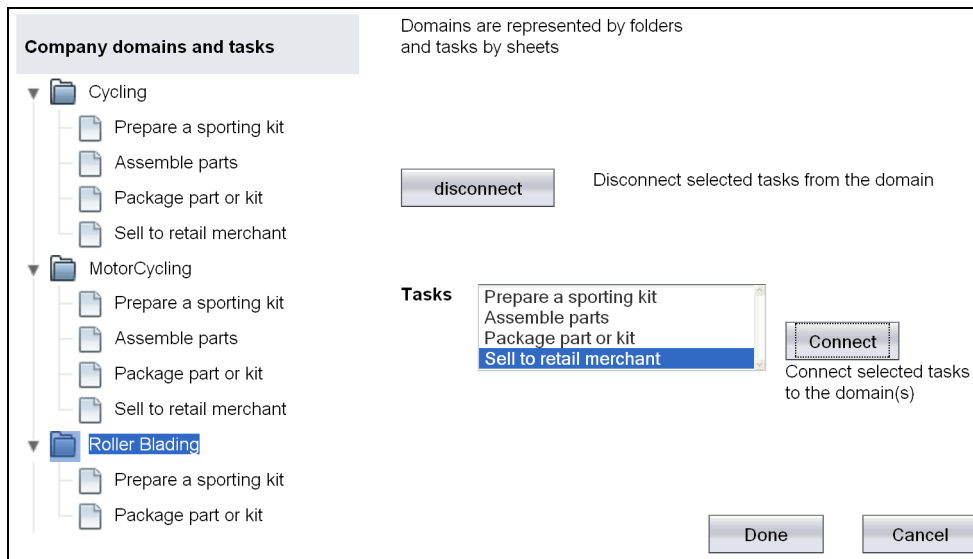 Company domains and tasks
Cycling
Prepare a sporting kit
Assemble parts
Package part or kit
Sell to retail merchant
MotorCycling
Prepare a sporting kit
Assemble parts
Package part or kit
Sell to retail merchant
Roller Blading
Prepare a sporting kit
Package part or kit
Domains are represented by folders
and tasks by sheets
disconnect
Disconnect selected tasks from the domain
Tasks
Prepare a sporting kit
Assemble parts
Package part or kit
Sell to retail merchant
Connect
Connect selected tasks
to the domain(s)
Done
Cancel